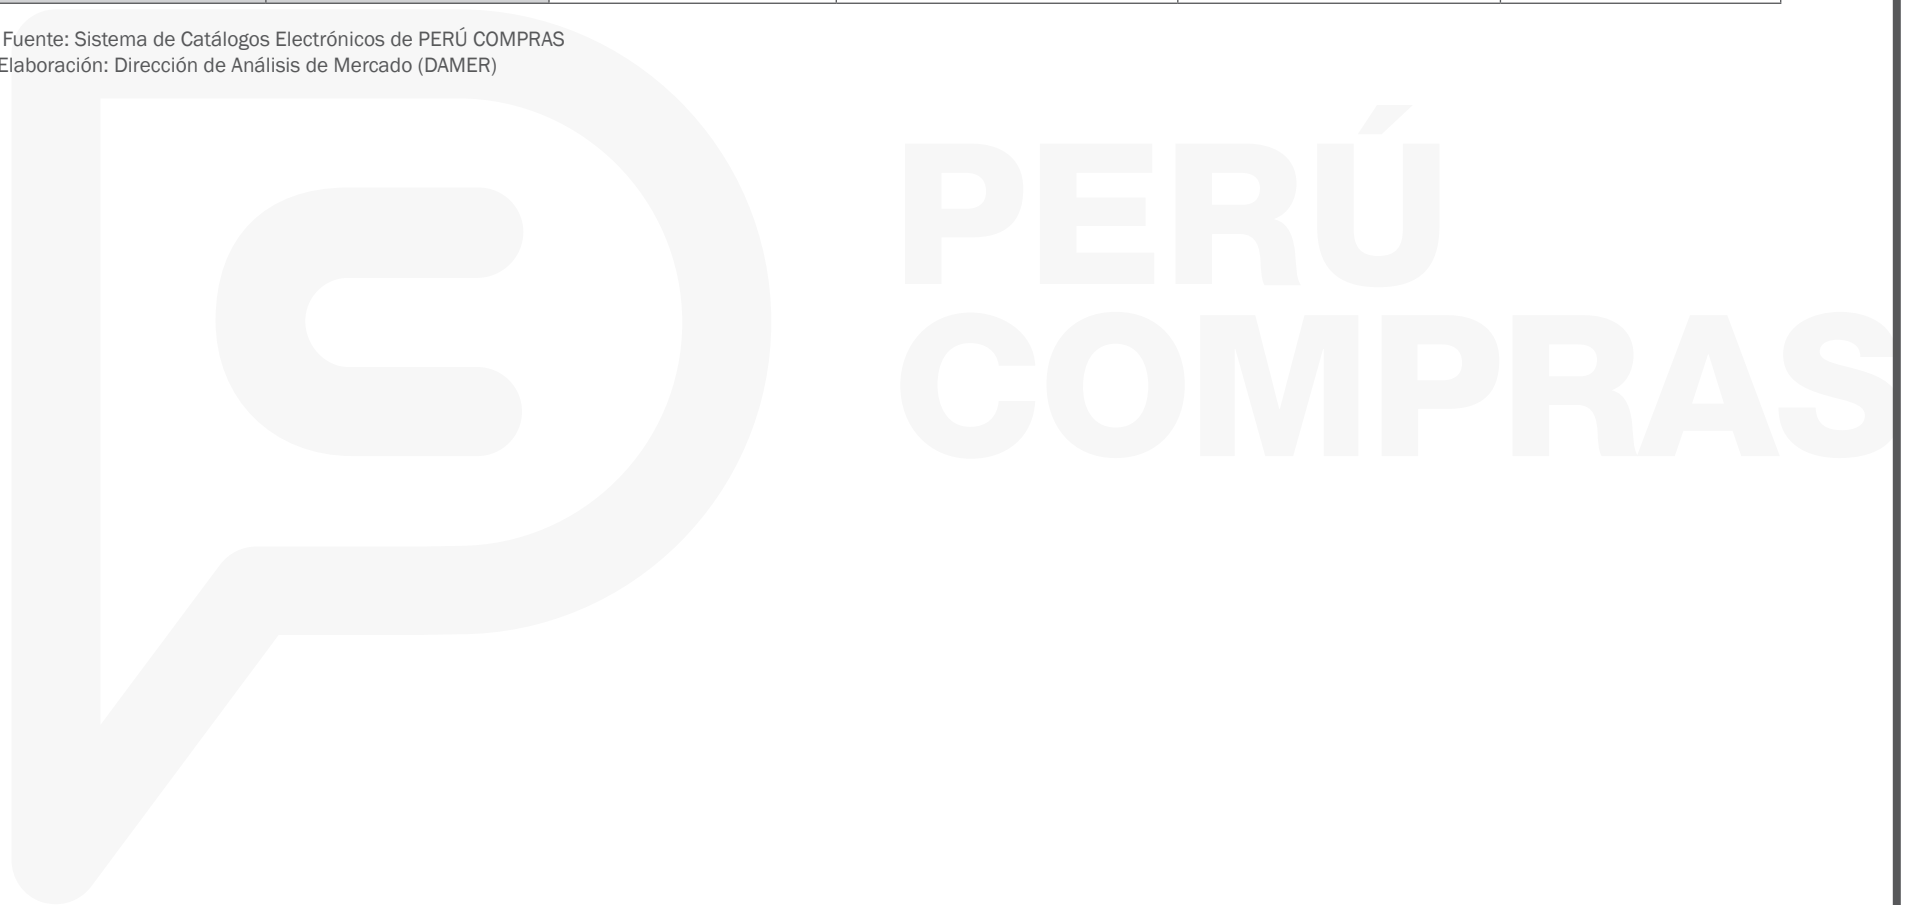 Fuente: Sistema de Catálogos Electrónicos de PERÚ COMPRAS
Elaboración: Dirección de Análisis de Mercado (DAMER)
PERÚ
COMPRAS